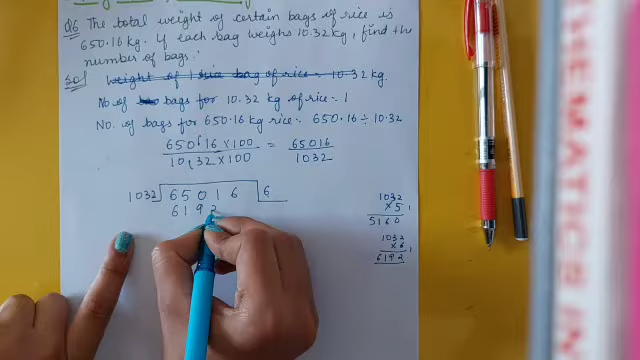 Q6 The total weight of certain bags of rice is
650.16 kg. If each bag weighs 10.32 kg, find the
number of bags.
Sol Weight of 1 rice bag of rice = 10.32 kg
No of bags for 10.32 kg of rice = 1
No. of bags for 650.16 kg rice = 650.16 ÷ 10.32
650.16 × 100 = 65016
10.32 × 100 1032
1032 65016 6
6192
1032
×5
5160
1032
×6
6192
THEMATICS IN